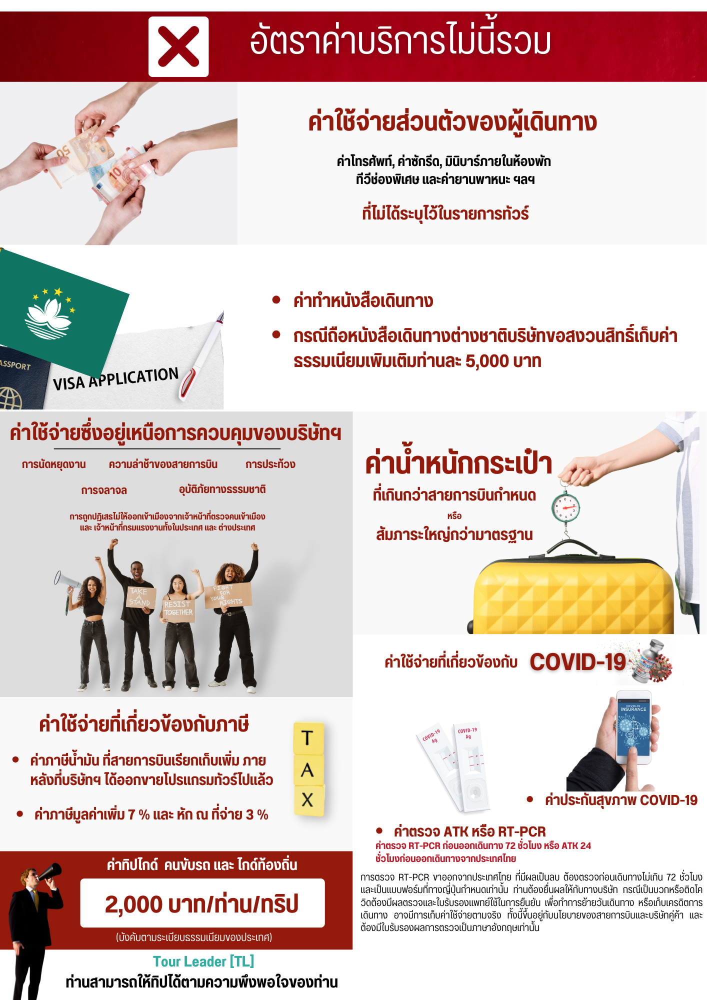 อัตราค่าบริการไม่นี้รวม
ค่าใช้จ่ายส่วนตัวของผู้เดินทาง
ค่าโทรศัพท์, ค่าซักรีด, มินิบาร์ภายในห้องพัก
ทีวีช่องพิเศษ และค่ายานพาหนะ ฯลฯ
ที่ไม่ได้ระบุไว้ในรายการทัวร์
50
10
ASSPORT
VISA APPLICATION
ค่าทำหนังสือเดินทาง
กรณีถือหนังสือเดินทางต่างชาติบริษัทขอสงวนสิทธิ์เก็บค่า
ธรรมเนียมเพิมเติมท่านละ 5,000 บาท
ค่าใช้จ่ายซึ่งอยู่เหนือการควบคุมของบริษัทฯ
การนัดหยุดงาน ความล่าช้าของสายการบิน การประท้วง
การจลาจล อุบัติภัยทางธรรมชาติ
การถูกปฏิเสธไม่ให้ออกเข้าเมืองจากเจ้าหน้าที่ตรวจคนเข้าเมือง
และ เจ้าหน้าที่กรมแรงงานทั้งในประเทศ และ ต่างประเทศ
TAKE
A
STAND
RESIST
TOGETHER
FIGHT
FOR
YOUR
RIGHTS
ค่าน้ำหนักกระเป๋า
ที่เกินกว่าสายการบินกำหนด
หรือ
สัมภาระใหญ่กว่ามาตรฐาน
ค่าใช้จ่ายที่เกี่ยวข้องกับ COVID-19
COVID-19
INSURANCE
COVID-19
Ag
COVID-19
Ag
ค่าประกันสุขภาพ COVID-19
ค่าตรวจ ATK หรือ RT-PCR
ค่าตรวจ RT-PCR ก่อนออกเดินทาง 72 ชั่วโมง หรือ ATK 24
ชั่วโมงก่อนออกเดินทางจากประเทศไทย
การตรวจ RT-PCR ขาออกจากประเทศไทย ที่มีผลเป็นลบ ต้องตรวจก่อนเดินทางไม่เกิน 72 ชั่วโมง
และเป็นแบบฟอร์มที่ทางญี่ปุ่นกำหนดเท่านั้น ท่านต้องยื่นผลให้กับทางบริษัท กรณีเป็นบวกหรือติดโค
วิดต้องมีผลตรวจและใบรับรองแพทย์ใช้ในการยืนยัน เพื่อทำการย้ายวันเดินทาง หรือเก็บเครดิตการ
เดินทาง อาจมีการเก็บค่าใช้จ่ายตามจริง ทั้งนี้ขึ้นอยู่กับนโยบายของสายการบินและบริษัทคู่ค้า และ
ต้องมีใบรับรองผลการตรวจเป็นภาษาอังกฤษเท่านั้น
ค่าใช้จ่ายที่เกี่ยวข้องกับภาษี
ค่าภาษีน้ำมัน ที่สายการบินเรียกเก็บเพิ่ม ภาย
หลังที่บริษัทฯ ได้ออกขายโปรแกรมทัวร์ไปแล้ว
ค่าภาษีมูลค่าเพิ่ม 7 % และ หัก ณ ที่จ่าย 3 %
T
A
X
ค่าทิปไกด์ คนขับรถ และ ไกด์ท้องถิ่น
2,000 บาท/ท่าน/ทริป
(บังคับตามระเบียบธรรมเนียมของประเทศ)
Tour Leader [TL]
ท่านสามารถให้ทิปได้ตามความพึงพอใจของท่าน